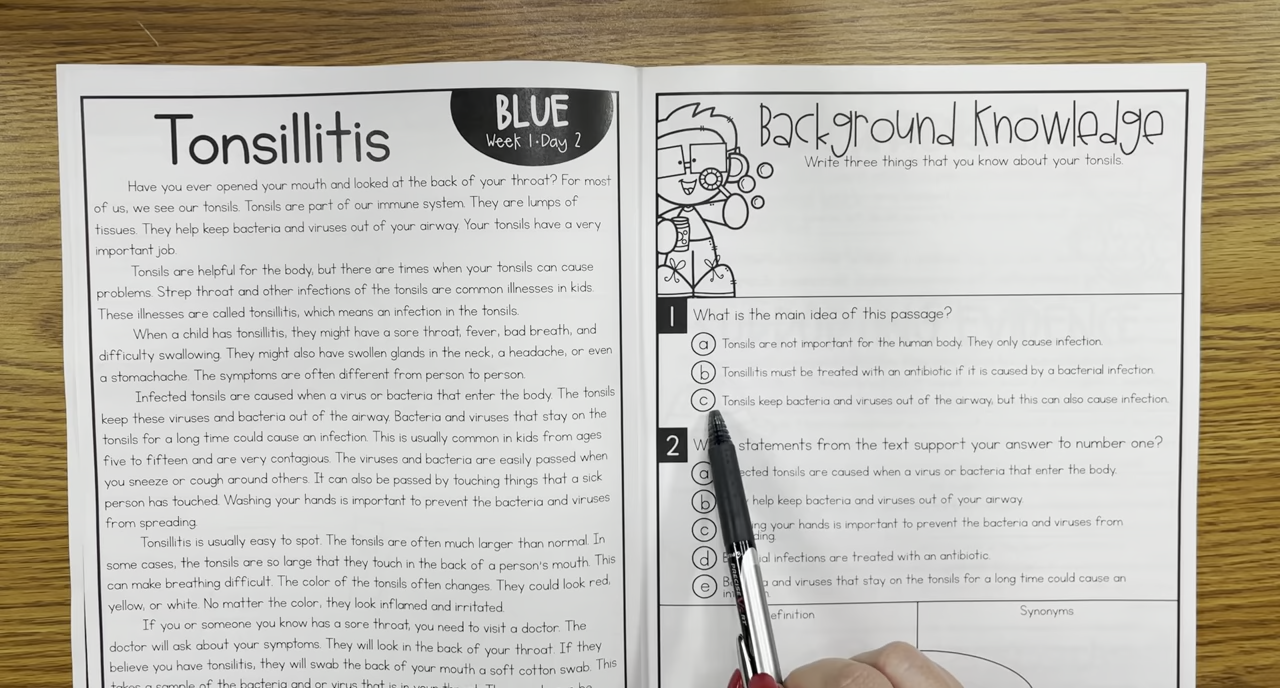 Tonsillitis
BLUE
Week 1·Day 2
Have you ever opened your mouth and looked at the back of your throat? For most
of us, we see our tonsils. Tonsils are part of our immune system. They are lumps of
tissues. They help keep bacteria and viruses out of your airway. Your tonsils have a very
important job.
Tonsils are helpful for the body, but there are times when your tonsils can cause
problems. Strep throat and other infections of the tonsils are common illnesses in kids.
These illnesses are called tonsillitis, which means an infection in the tonsils.
When a child has tonsillitis, they might have a sore throat, fever, bad breath, and
difficulty swallowing. They might also have swollen glands in the neck, a headache, or even
a stomachache. The symptoms are often different from person to person.
Infected tonsils are caused when a virus or bacteria that enter the body. The tonsils
keep these viruses and bacteria out of the airway. Bacteria and viruses that stay on the
tonsils for a long time could cause an infection. This is usually common in kids from ages
five to fifteen and are very contagious. The viruses and bacteria are easily passed when
you sneeze or cough around others. It can also be passed by touching things that a sick
person has touched. Washing your hands is important to prevent the bacteria and viruses
from spreading.
Tonsillitis is usually easy to spot. The tonsils are often much larger than normal. In
some cases, the tonsils are so large that they touch in the back of a person's mouth. This
can make breathing difficult. The color of the tonsils often changes. They could look red,
yellow, or white. No matter the color, they look inflamed and irritated.
If you or someone you know has a sore throat, you need to visit a doctor. The
doctor will ask about your symptoms. They will look in the back of your throat. If they
believe you have tonsilitis, they will swab the back of your mouth a soft cotton swab. This
takes a sample of the bacteria and or virus that is in your
Background Knowledge
Write three things that you know about your tonsils.
1 What is the main idea of this passage?
a Tonsils are not important for the human body. They only cause infection.
b Tonsillitis must be treated with an antibiotic if it is caused by a bacterial infection.
c Tonsils keep bacteria and viruses out of the airway, but this can also cause infection.
2 statements from the text support your answer to number one?
a tonsils are caused when a virus or bacteria that enter the body.
b help keep bacteria and viruses out of your airway.
c your hands is important to prevent the bacteria and viruses from
d infections are treated with an antibiotic.
e and viruses that stay on the tonsils for a long time could cause an
Synonyms